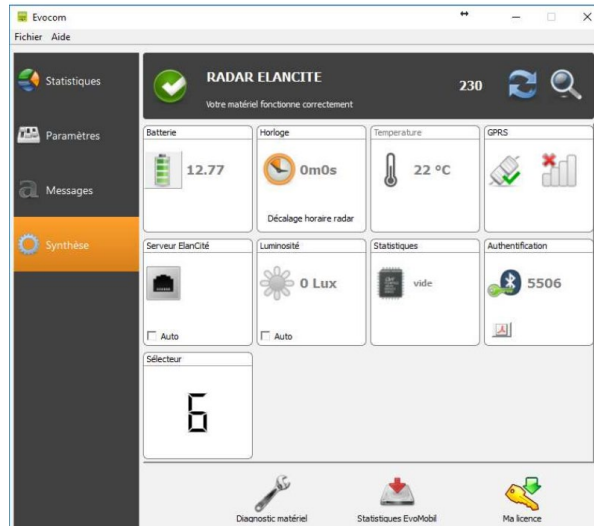 Evocom
Fichier Aide
Statistiques
Paramètres
Messages
Synthèse
RADAR ELANCITE
230
Votre matériel fonctionne correctement
Batterie
12.77
Horloge
0m0s
Décalage horaire radar
Temperature
22 °C
GPRS
Serveur ElanCité
Auto
Luminosité
0 Lux
Auto
Statistiques
vide
Authentification
5506
Sélecteur
6
Diagnostic matériel
Statistiques EvoMobil
Ma licence